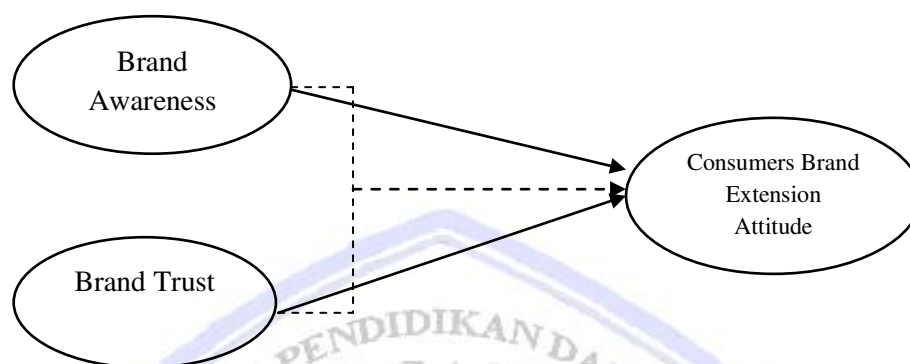 Brand
Awareness
Consumers Brand
Extension
Attitude
Brand Trust
PENDIDIKAN DA